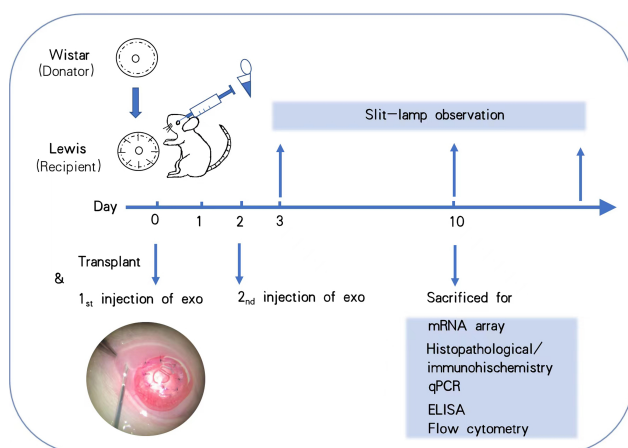 Wistar
(Donator)
Lewis
(Recipient)
Slit-lamp observation
Day
0
1
2
3
10
Transplant
&
1st injection of exo
2nd injection of exo
Sacrificed for
mRNA array
Histopathological/
immunohischemistry
qPCR
ELISA
Flow cytometry